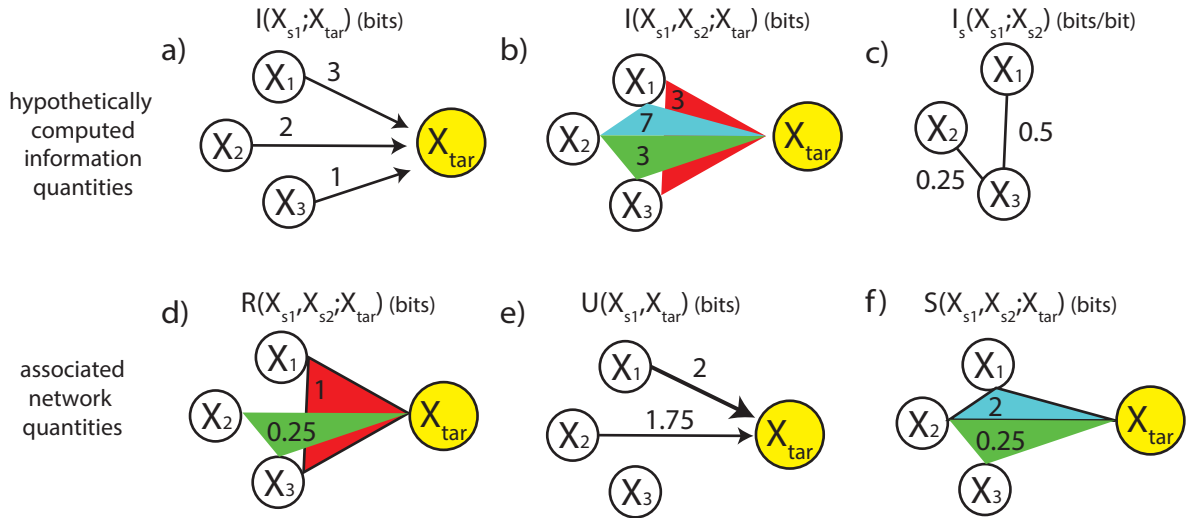 a)
I(Xs1;Xtar) (bits)
b)
I(Xs1,Xs2;Xtar) (bits)
c)
Is(Xs1;Xs2) (bits/bit)
hypothetically
computed
information
quantities
X1
3
X2
2
X3
1
Xtar
X1
3
X2
7
3
X3
Xtar
X1
X2
0.5
0.25
X3
d)
R(Xs1,Xs2;Xtar) (bits)
e)
U(Xs1,Xtar) (bits)
f)
S(Xs1,Xs2;Xtar) (bits)
associated
network
quantities
X1
1
X2
0.25
X3
Xtar
X1
2
X2
1.75
X3
Xtar
X1
2
X2
0.25
X3
Xtar